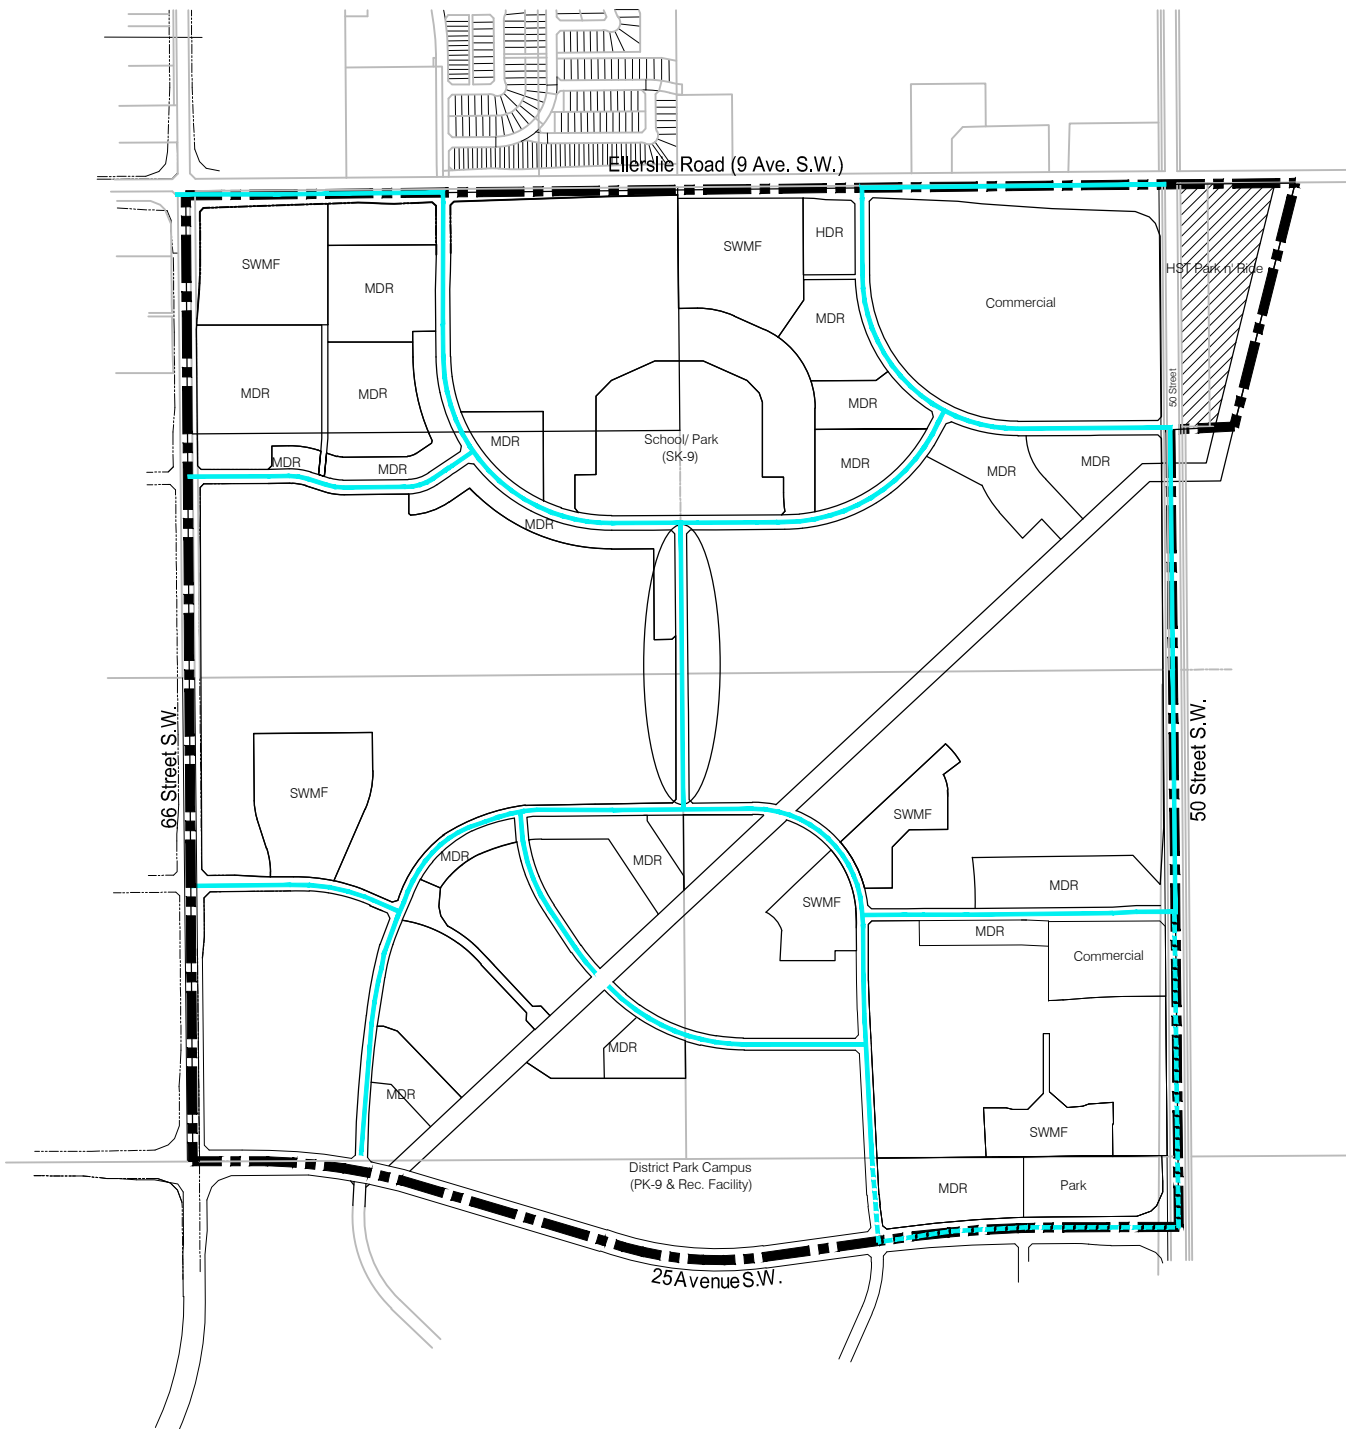 Ellerslie Road (9 Ave. S.W.)
SWMF
HDR
SWMF
HST Park n' Ride
MDR
Commercial
MDR
50 Street
MDR
MDR
MDR
MDR
School/ Park
(SK-9)
MDR
MDR
MDR
MDR
MDR
MDR
MDR
66 Street S.W.
50 Street S.W.
SWMF
SWMF
MDR
MDR
MDR
SWMF
MDR
Commercial
MDR
MDR
SWMF
District Park Campus
(PK-9 & Rec. Facility)
MDR
Park
25 Avenue S.W.